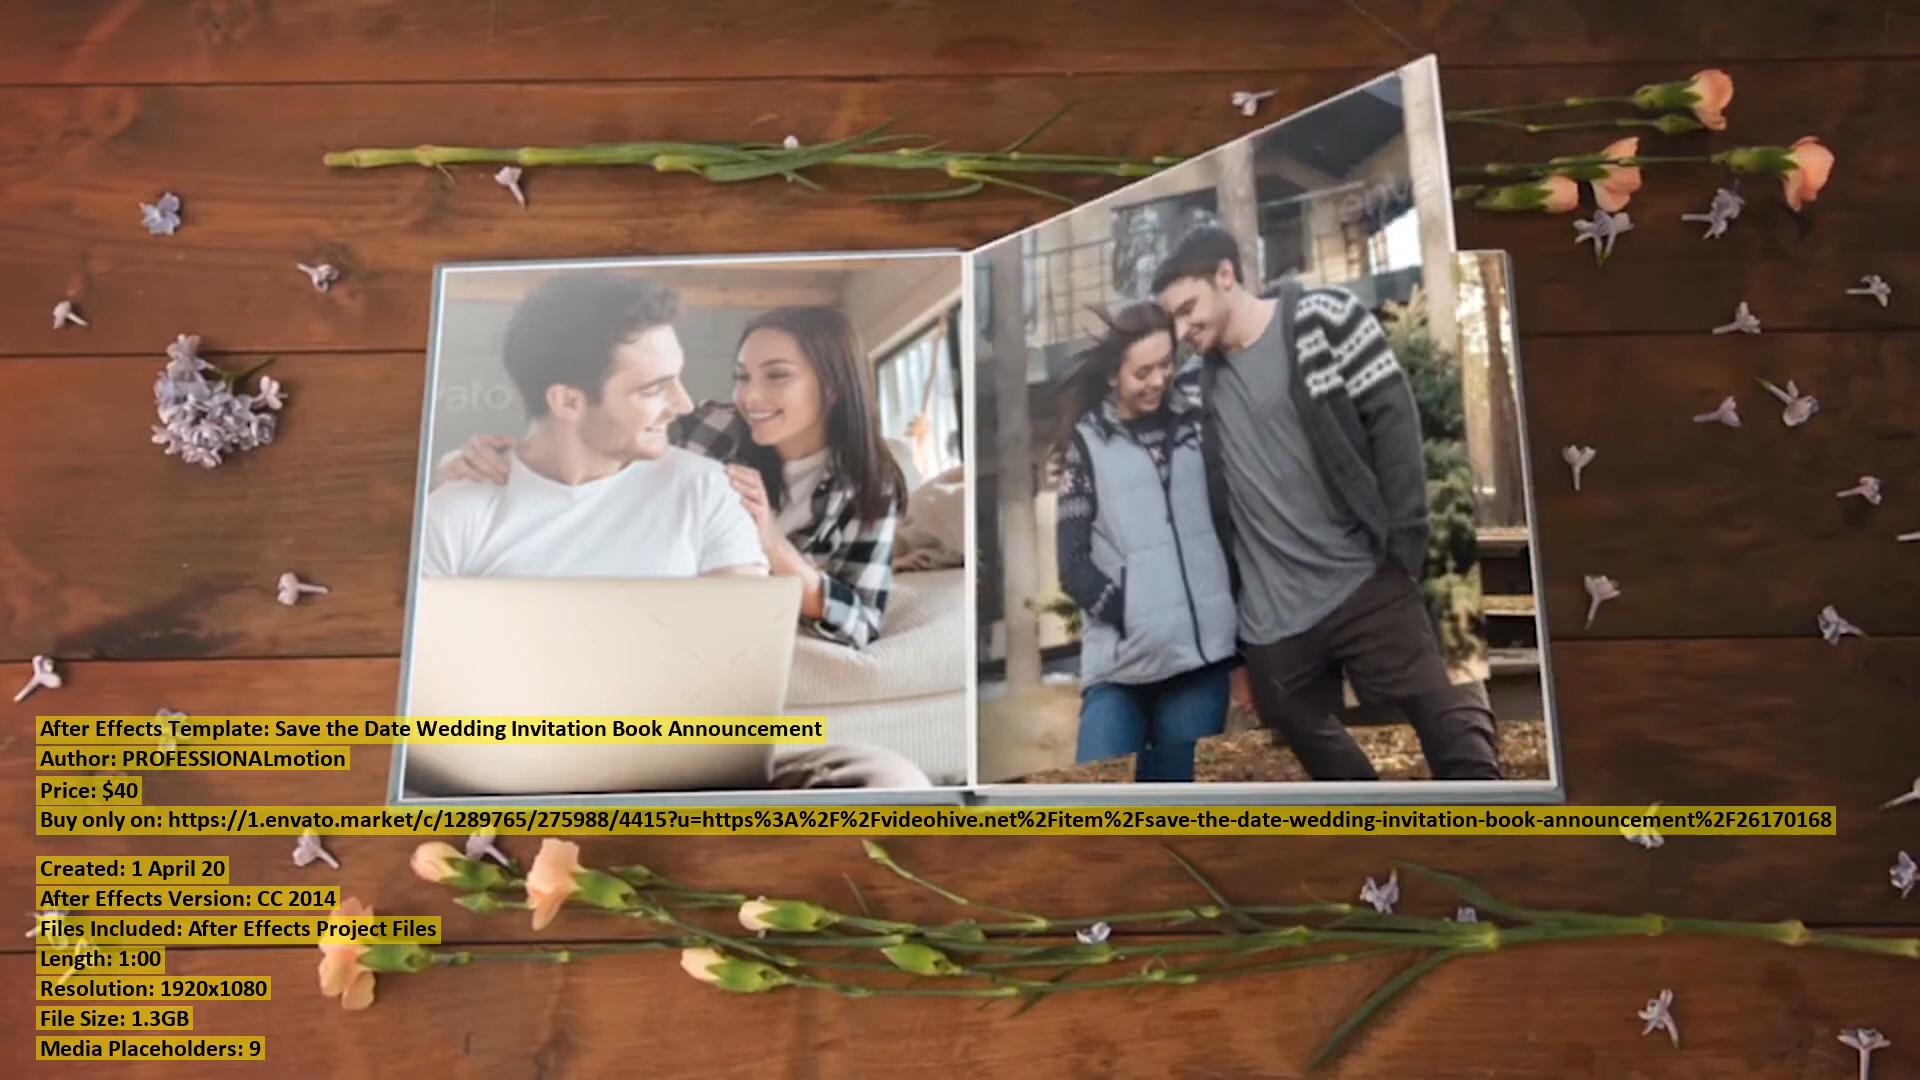 envato
ato
After Effects Template: Save the Date Wedding Invitation Book Announcement
Author: PROFESSIONALmotion
Price: $40
Buy only on: https://1.envato.market/c/1289765/275988/4415?u=https%3A%2F%2Fvideohive.net%2Fitem%2Fsave-the-date-wedding-invitation-book-announcement%2F26170168
Created: 1 April 20
After Effects Version: CC 2014
Files Included: After Effects Project Files
Length: 1:00
Resolution: 1920x1080
File Size: 1.3GB
Media Placeholders: 9